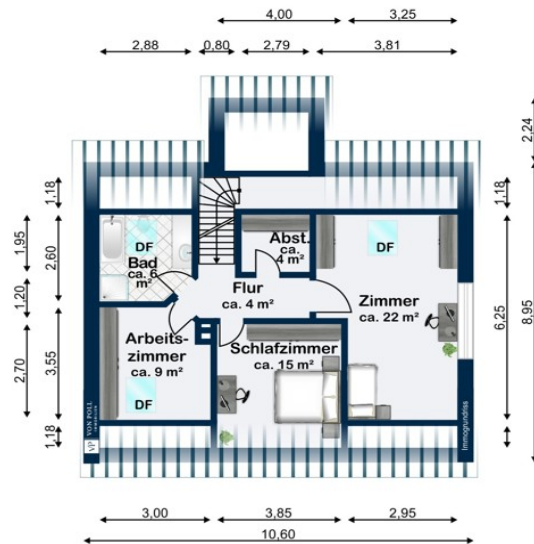 4,00 3,25
2,88 0,80 2,79 3,81
2,24
1,18 1,18
1,95 2,60
DF
Bad
ca. 6
m²
Abst.
ca.
4 m²
DF
1,20
Flur
ca. 4 m²
Zimmer
ca. 22 m²
6,25 8,95
2,70 3,55
Arbeits-
zimmer
ca. 9 m²
Schlafzimmer
ca. 15 m²
DF
VON POLL
IMMOBILIEN
VP
1,18
Immogrundriss
3,00 3,85 2,95
10,60